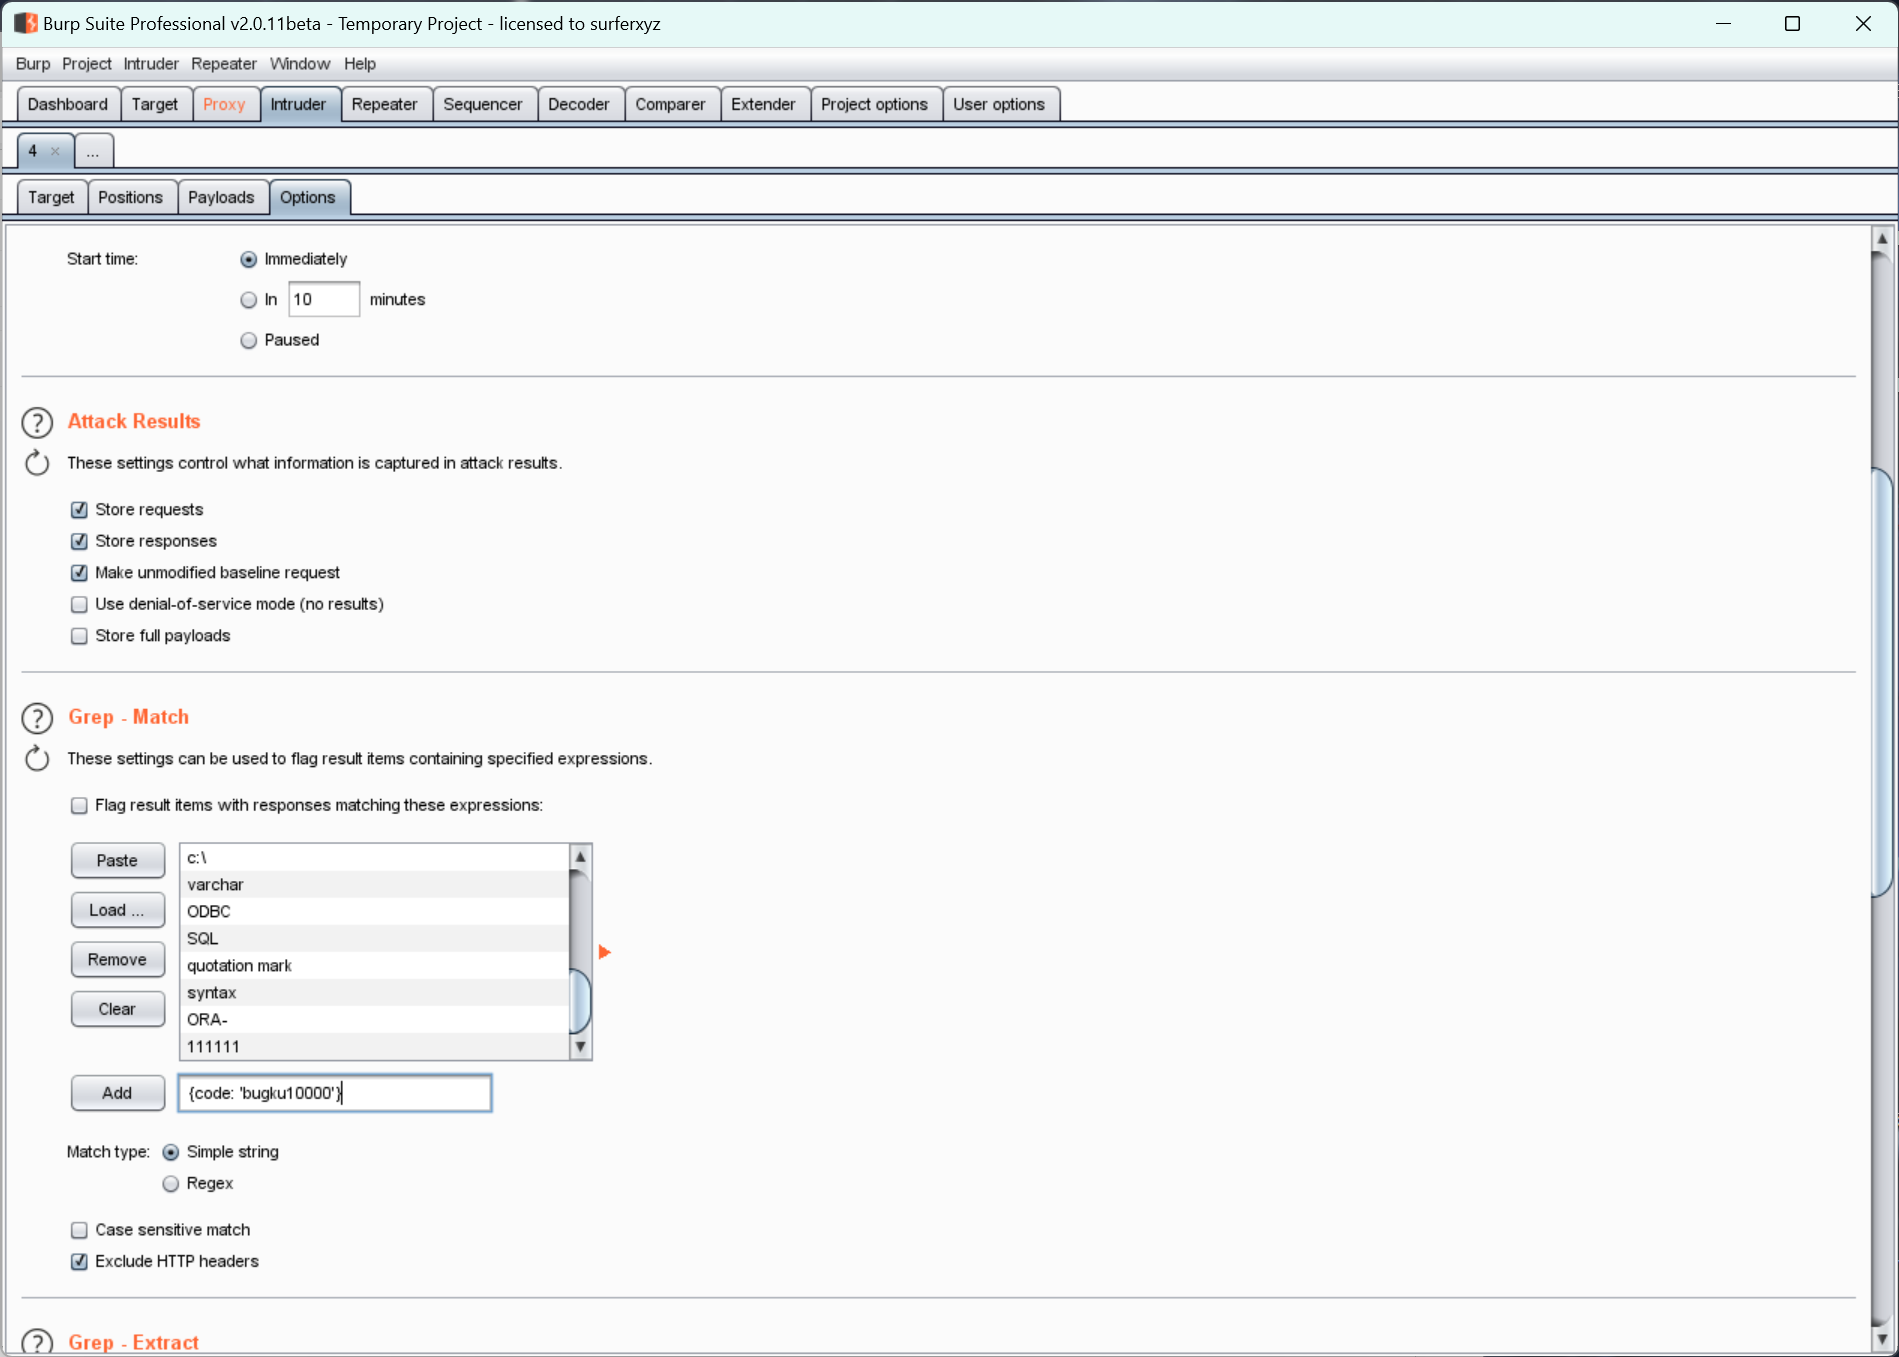 Burp Suite Professional v2.0.11beta - Temporary Project - licensed to surferxyz
Burp Project Intruder Repeater Window Help
Dashboard Target Proxy Intruder Repeater Sequencer Decoder Comparer Extender Project options User options
4 × ...
Target Positions Payloads Options
Start time: Immediately
In 10 minutes
Paused
? Attack Results
These settings control what information is captured in attack results.
Store requests
Store responses
Make unmodified baseline request
Use denial-of-service mode (no results)
Store full payloads
? Grep - Match
These settings can be used to flag result items containing specified expressions.
Flag result items with responses matching these expressions:
Paste
Load ...
Remove
Clear
c:\
varchar
ODBC
SQL
quotation mark
syntax
ORA-
111111
Add {code: 'bugku10000'}
Match type: Simple string
Regex
Case sensitive match
Exclude HTTP headers
? Grep - Extract